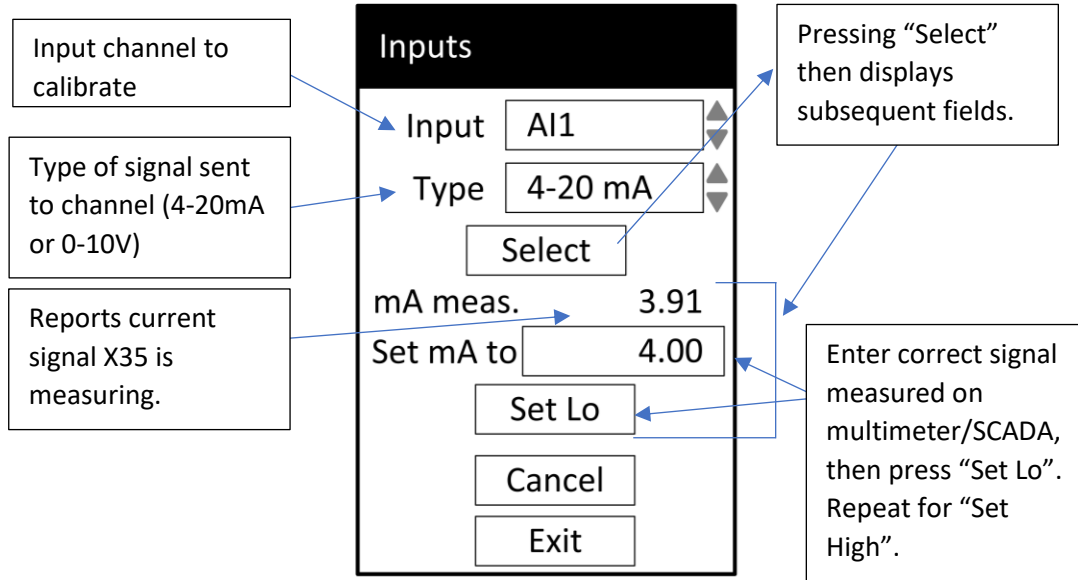 Input channel to
calibrate
Type of signal sent
to channel (4-20mA
or 0-10V)
Reports current
signal X35 is
measuring.
Inputs
Input AI1
Type 4-20 mA
Select
mA meas. 3.91
Set mA to 4.00
Set Lo
Cancel
Exit
Pressing “Select”
then displays
subsequent fields.
Enter correct signal
measured on
multimeter/SCADA,
then press “Set Lo”.
Repeat for “Set
High”.